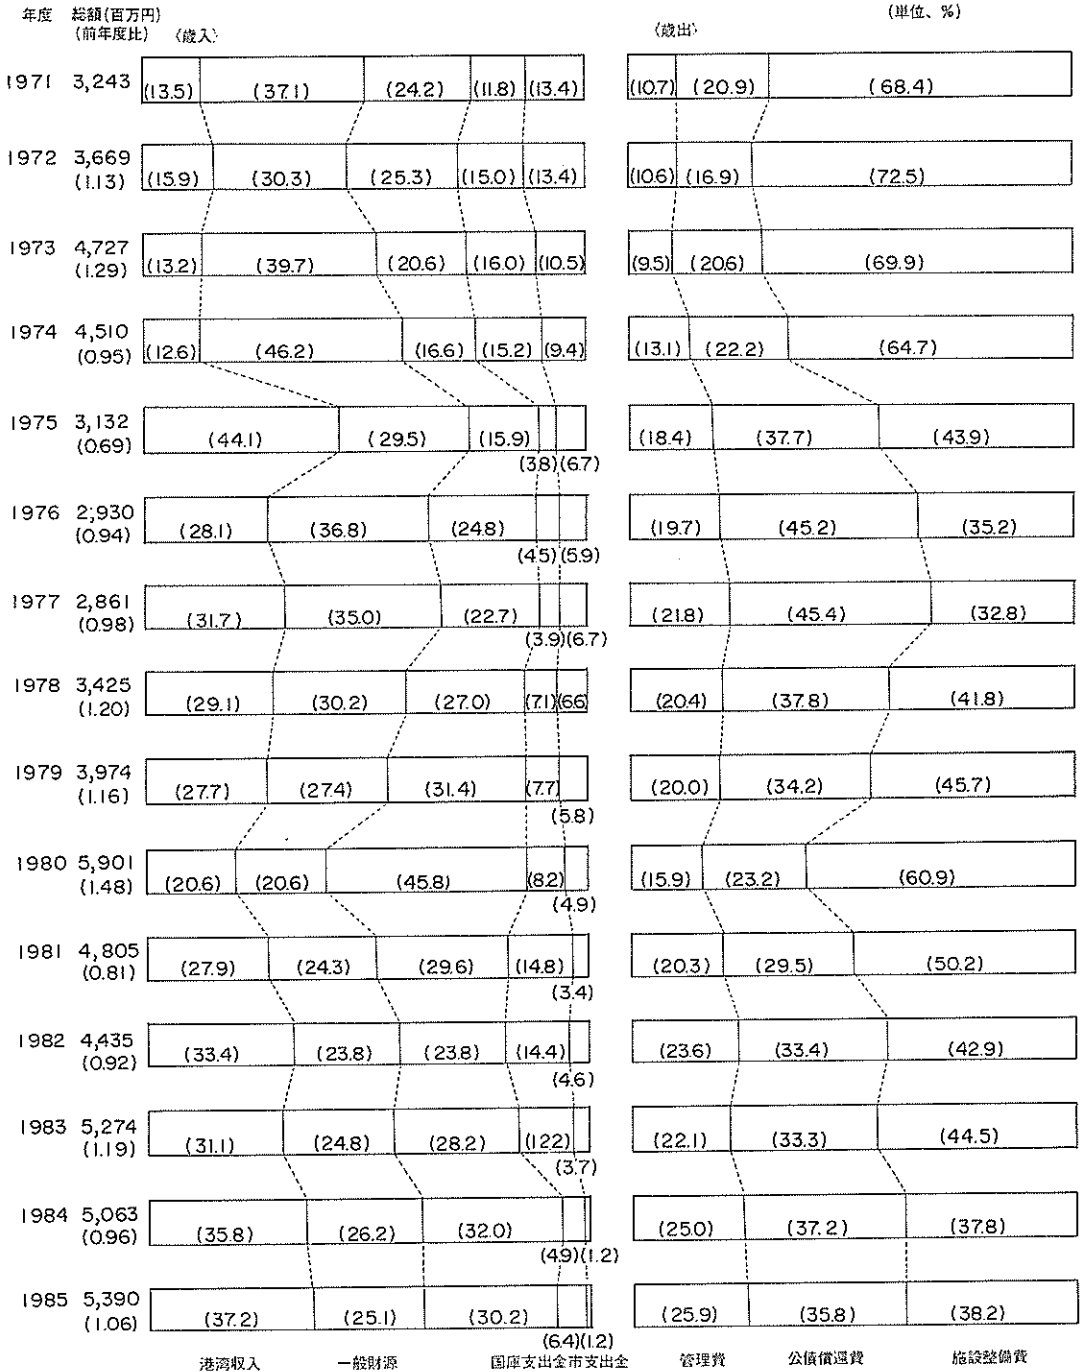 年度 総額(百万円) (単位、%)
(前年度比) 〈歳入〉 〈歳出〉
1971 3,243 (13.5) (37.1) (24.2) (11.8) (13.4) (10.7) (20.9) (68.4)
1972 3,669
(1.13) (15.9) (30.3) (25.3) (15.0) (13.4) (10.6) (16.9) (72.5)
1973 4,727
(1.29) (13.2) (39.7) (20.6) (16.0) (10.5) (9.5) (20.6) (69.9)
1974 4,510
(0.95) (12.6) (46.2) (16.6) (15.2) (9.4) (13.1) (22.2) (64.7)
1975 3,132
(0.69) (44.1) (29.5) (15.9) (18.4) (37.7) (43.9)
(3.8) (6.7)
1976 2,930
(0.94) (28.1) (36.8) (24.8) (19.7) (45.2) (35.2)
(4.5) (5.9)
1977 2,861
(0.98) (31.7) (35.0) (22.7) (21.8) (45.4) (32.8)
(3.9) (6.7)
1978 3,425
(1.20) (29.1) (30.2) (27.0) (7.1) (6.6) (20.4) (37.8) (41.8)
1979 3,974
(1.16) (27.7) (27.4) (31.4) (7.7) (20.0) (34.2) (45.7)
(5.8)
1980 5,901
(1.48) (20.6) (20.6) (45.8) (8.2) (15.9) (23.2) (60.9)
(4.9)
1981 4,805
(0.81) (27.9) (24.3) (29.6) (14.8) (20.3) (29.5) (50.2)
(3.4)
1982 4,435
(0.92) (33.4) (23.8) (23.8) (14.4) (23.6) (33.4) (42.9)
(4.6)
1983 5,274
(1.19) (31.1) (24.8) (28.2) (122) (22.1) (33.3) (44.5)
(3.7)
1984 5,063
(0.96) (35.8) (26.2) (32.0) (25.0) (37.2) (37.8)
(4.9) (1.2)
1985 5,390
(1.06) (37.2) (25.1) (30.2) (25.9) (35.8) (38.2)
(6.4) (1.2)
港湾収入 一般財源 国庫支出金 市支出金 管理費 公債償還費 施設整備費